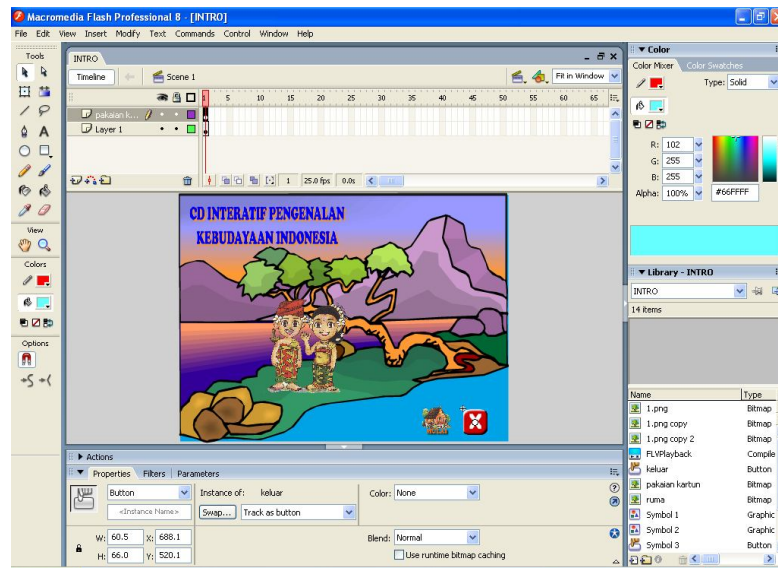 Macromedia Flash Professional 8 - [INTRO]
File Edit View Insert Modify Text Commands Control Window Help
Tools
View
Colors
Options
INTRO
Timeline Scene 1 Fit in Window
1 5 10 15 20 25 30 35 40 45 50 55 60 65
pakaian k...
Layer 1
1 25.0 fps 0.0s
CD INTERATIF PENGENALAN
KEBUDAYAAN INDONESIA
Actions
Properties Filters Parameters
Button Instance of: keluar Color: None
<Instance Name> Swap... Track as button
W: 60.5 X: 688.1 Blend: Normal
H: 66.0 Y: 520.1 Use runtime bitmap caching
Color
Color Mixer Color Swatches
Type: Solid
R: 102
G: 255
B: 255
Alpha: 100% #66FFFF
Library - INTRO
INTRO
14 items
Name Type
1.png Bitmap
1.png copy Bitmap
1.png copy 2 Bitmap
FLVPlayback Compile
keluar Button
pakaian kartun Bitmap
ruma Bitmap
Symbol 1 Graphic
Symbol 2 Graphic
Symbol 3 Button